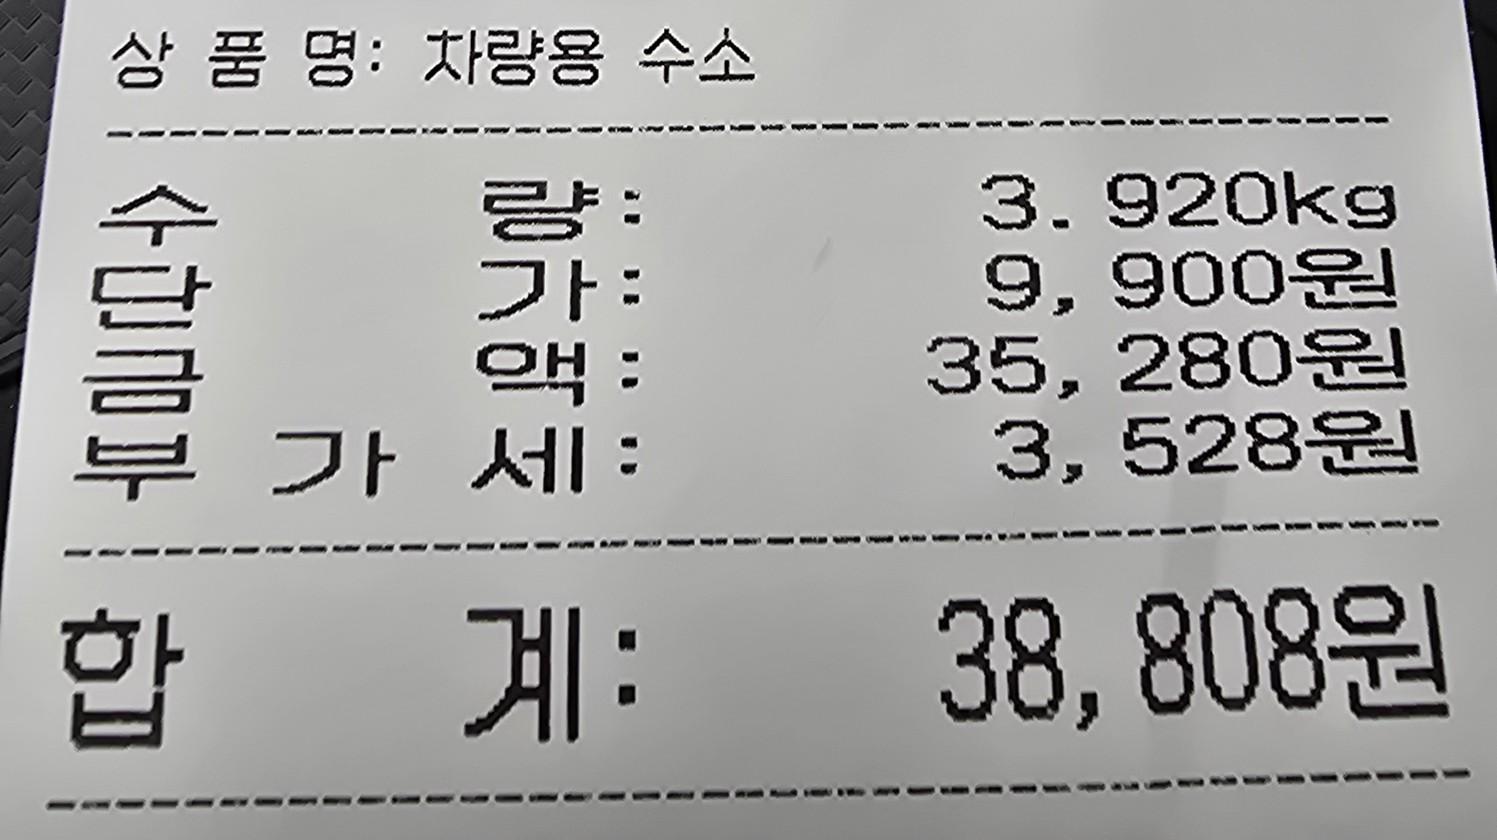 상 품 명: 차량용 수소
수 량: 3.920kg
단 가: 9,900원
금 액: 35,280원
부 가 세: 3,528원
합 계: 38,808원